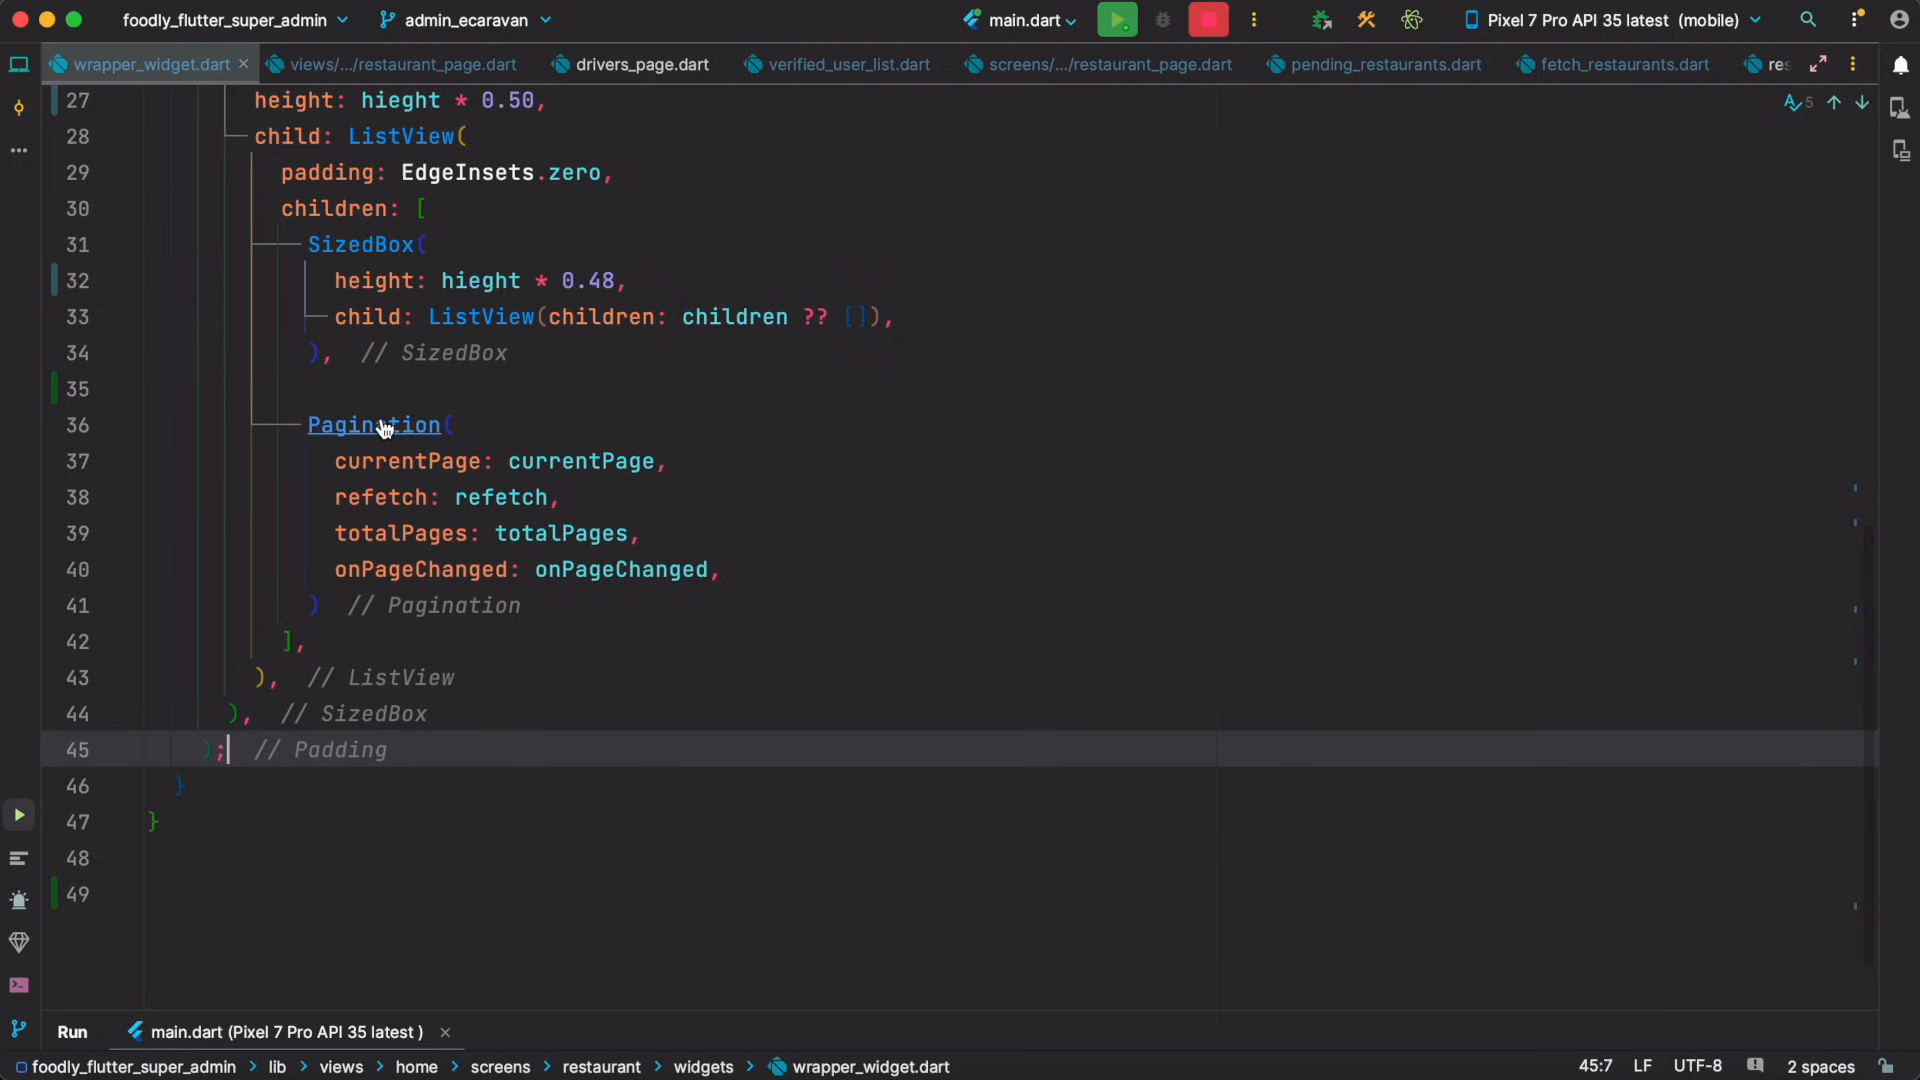 foodly_flutter_super_admin admin_ecaravan main.dart Pixel 7 Pro API 35 latest (mobile)
wrapper_widget.dart views/.../restaurant_page.dart drivers_page.dart verified_user_list.dart screens/.../restaurant_page.dart pending_restaurants.dart fetch_restaurants.dart res
5
27 height: hieght * 0.50,
28 child: ListView(
29 padding: EdgeInsets.zero,
30 children: [
31 SizedBox(
32 height: hieght * 0.48,
33 child: ListView(children: children ?? []),
34 ), // SizedBox
35
36 Pagination(
37 currentPage: currentPage,
38 refetch: refetch,
39 totalPages: totalPages,
40 onPageChanged: onPageChanged,
41 ) // Pagination
42 ],
43 ), // ListView
44 ), // SizedBox
45 ); // Padding
46 }
47 }
48
49
Run main.dart (Pixel 7 Pro API 35 latest )
foodly_flutter_super_admin > lib > views > home > screens > restaurant > widgets > wrapper_widget.dart 45:7 LF UTF-8 2 spaces